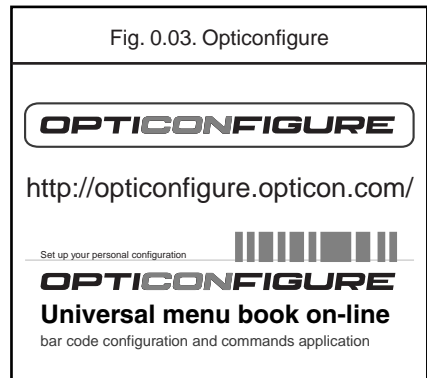 Fig. 0.03. Opticonfigure
OPTICONFIGURE
http://opticonfigure.opticon.com/
Set up your personal configuration
OPTICONFIGURE
Universal menu book on-line
bar code configuration and commands application